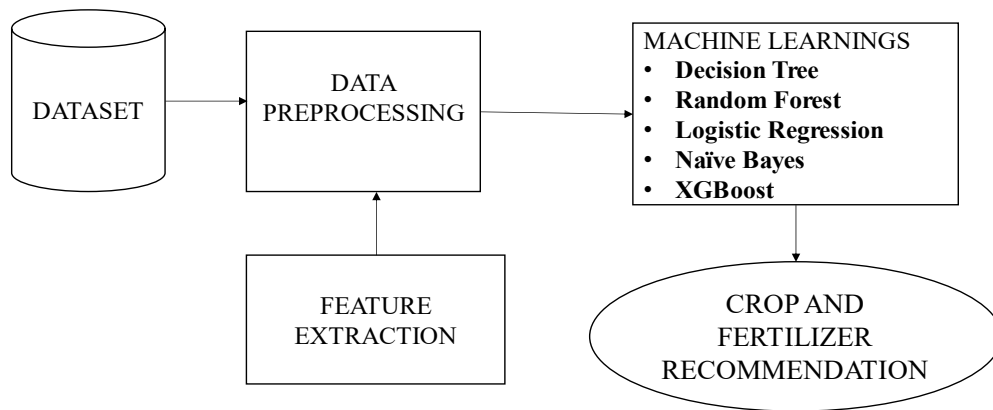 DATASET
DATA
PREPROCESSING
MACHINE LEARNINGS
• Decision Tree
• Random Forest
• Logistic Regression
• Naïve Bayes
• XGBoost
FEATURE
EXTRACTION
CROP AND
FERTILIZER
RECOMMENDATION